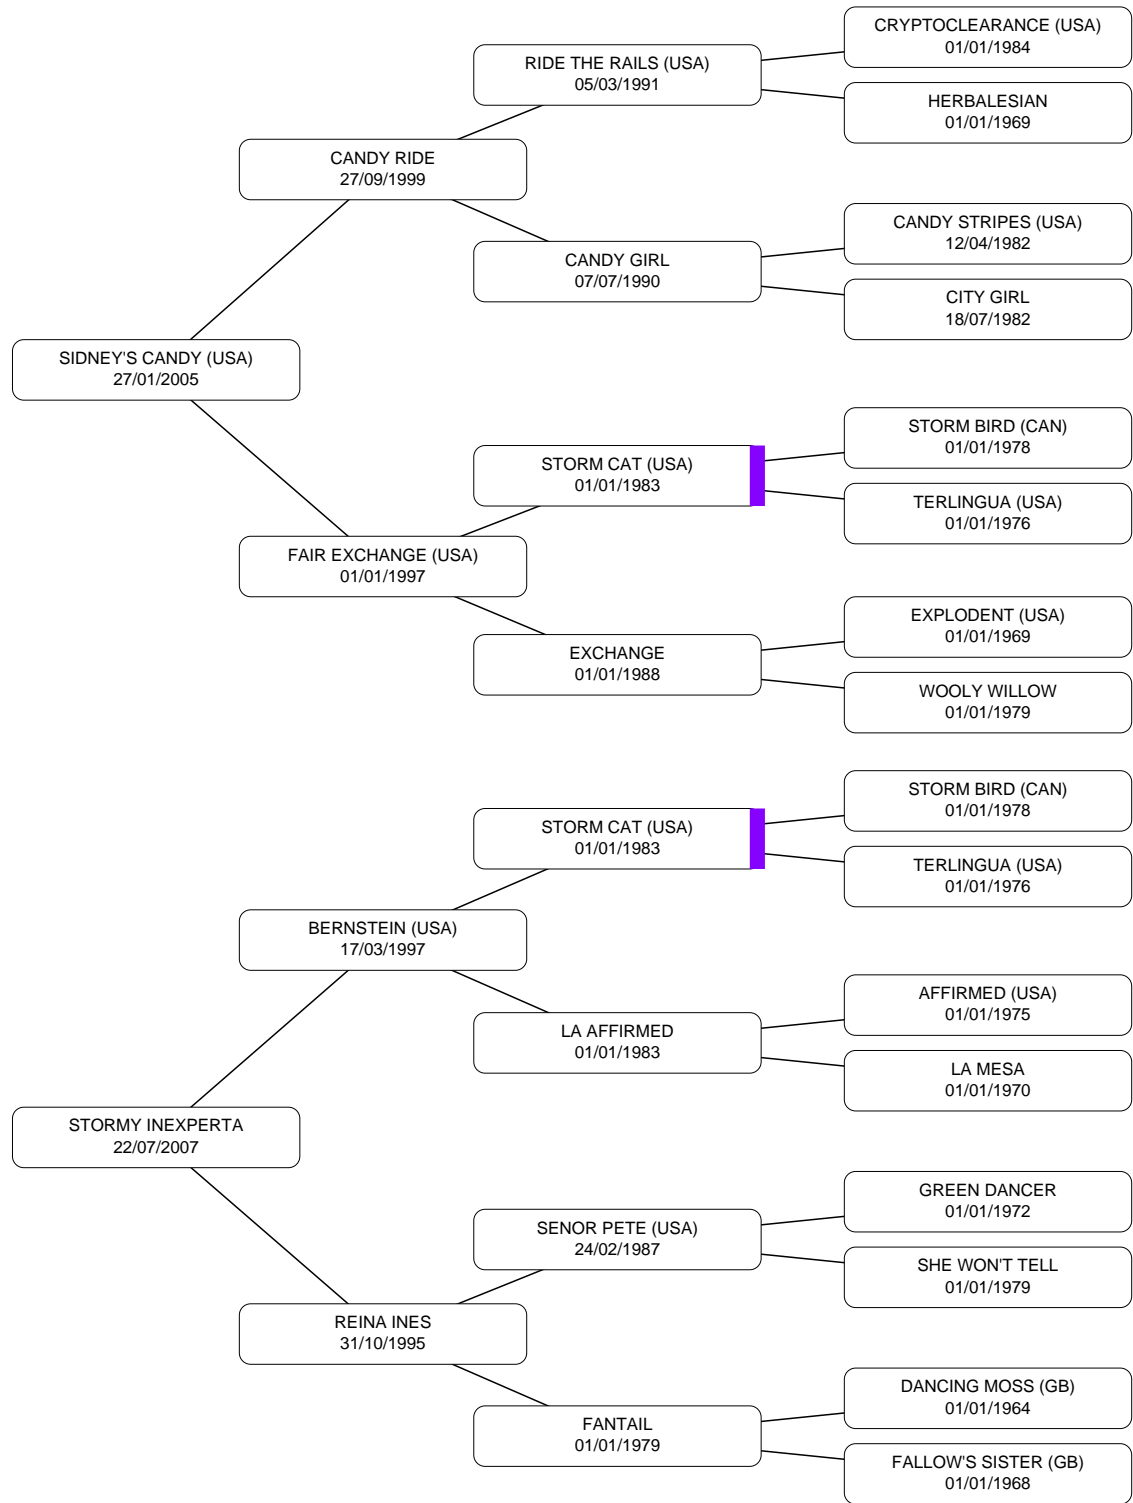 CRYPTOCLEARANCE (USA)
01/01/1984
RIDE THE RAILS (USA)
05/03/1991
HERBALESIAN
01/01/1969
CANDY RIDE
27/09/1999
CANDY STRIPES (USA)
12/04/1982
CANDY GIRL
07/07/1990
CITY GIRL
18/07/1982
SIDNEY'S CANDY (USA)
27/01/2005
STORM BIRD (CAN)
01/01/1978
STORM CAT (USA)
01/01/1983
TERLINGUA (USA)
01/01/1976
FAIR EXCHANGE (USA)
01/01/1997
EXPLODENT (USA)
01/01/1969
EXCHANGE
01/01/1988
WOOLY WILLOW
01/01/1979
STORM BIRD (CAN)
01/01/1978
STORM CAT (USA)
01/01/1983
TERLINGUA (USA)
01/01/1976
BERNSTEIN (USA)
17/03/1997
AFFIRMED (USA)
01/01/1975
LA AFFIRMED
01/01/1983
LA MESA
01/01/1970
STORMY INEXPERTA
22/07/2007
GREEN DANCER
01/01/1972
SENOR PETE (USA)
24/02/1987
SHE WON'T TELL
01/01/1979
REINA INES
31/10/1995
DANCING MOSS (GB)
01/01/1964
FANTAIL
01/01/1979
FALLOW'S SISTER (GB)
01/01/1968